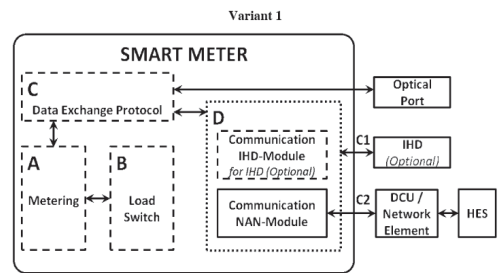 Variant 1
SMART METER
C
Data Exchange Protocol
Optical
Port
D
Communication
IHD-Module
for IHD (Optional)
C1
IHD
(Optional)
A
Metering
B
Load
Switch
Communication
NAN-Module
C2
DCU /
Network
Element
HES